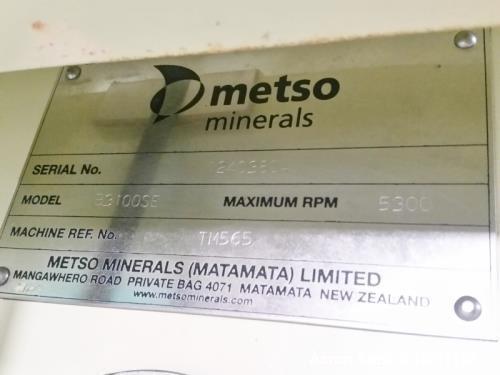 metso
minerals
SERIAL No.
MODEL B3100SE MAXIMUM RPM 5300
MACHINE REF. No. TM565
METSO MINERALS (MATAMATA) LIMITED
MANGAWHERO ROAD PRIVATE BAG 4071 MATAMATA NEW ZEALAND
www.metsominerals.com